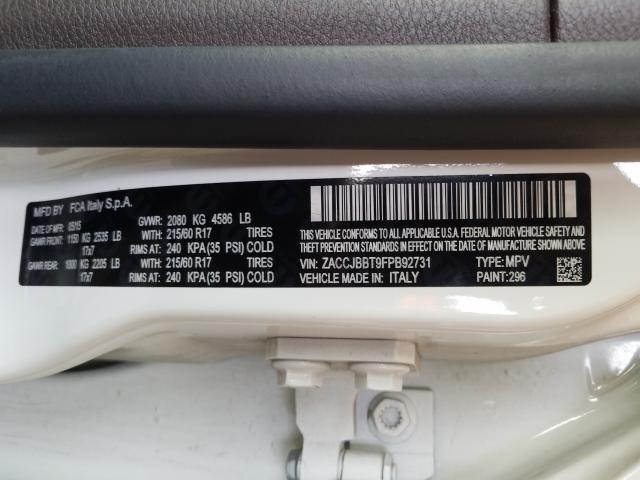 MFD BY FCA Italy S.p.A.
DATE OF MFR 05/15 GVWR: 2080 KG 4586 LB
GAWR FRONT: 1150 KG 2535 LB WITH: 215/60 R17 TIRES
17x7 RIMS AT: 240 KPA(35 PSI) COLD
GAWR REAR: 1000 KG 2205 LB WITH: 215/60 R17 TIRES
17x7 RIMS AT: 240 KPA(35 PSI) COLD
THIS VEHICLE CONFORMS TO ALL APPLICABLE U.S.A. FEDERAL MOTOR VEHICLE SAFETY AND
THEFT PREVENTION STANDARDS IN EFFECT ON THE DATE OF MANUFACTURE SHOWN ABOVE.
VIN: ZACCJBBT9FPB92731 TYPE: MPV
VEHICLE MADE IN: ITALY PAINT: 296